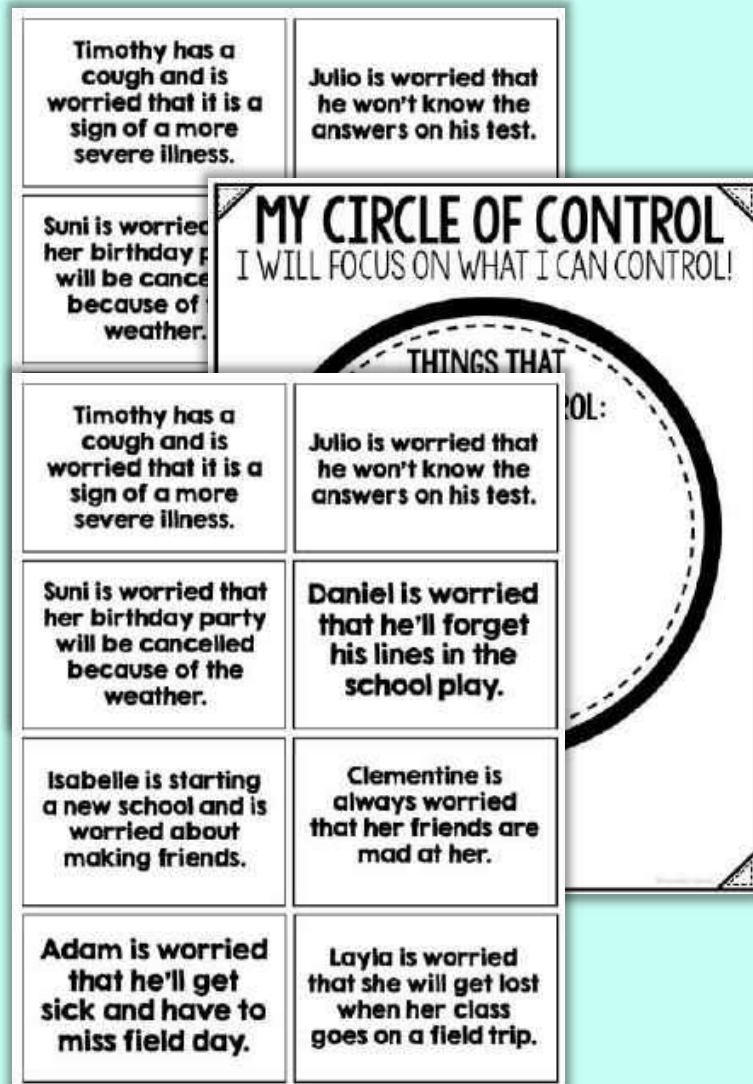 Timothy has a
cough and is
worried that it is a
sign of a more
severe illness.
Julio is worried that
he won't know the
answers on his test.
Suni is worried
her birthday
will be
because of
weather.
MY CIRCLE OF CONTROL
I WILL FOCUS ON WHAT I CAN CONTROL!
THINGS THAT
Timothy has a
cough and is
worried that it is a
sign of a more
severe illness.
Julio is worried that
he won't know the
answers on his test.
Suni is worried that
her birthday party
will be cancelled
because of the
weather.
Daniel is worried
that he'll forget
his lines in the
school play.
Isabelle is starting
a new school and is
worried about
making friends.
Clementine is
always worried
that her friends are
mad at her.
Adam is worried
that he'll get
sick and have to
miss field day.
Layla is worried
that she will get lost
when her class
goes on a field trip.